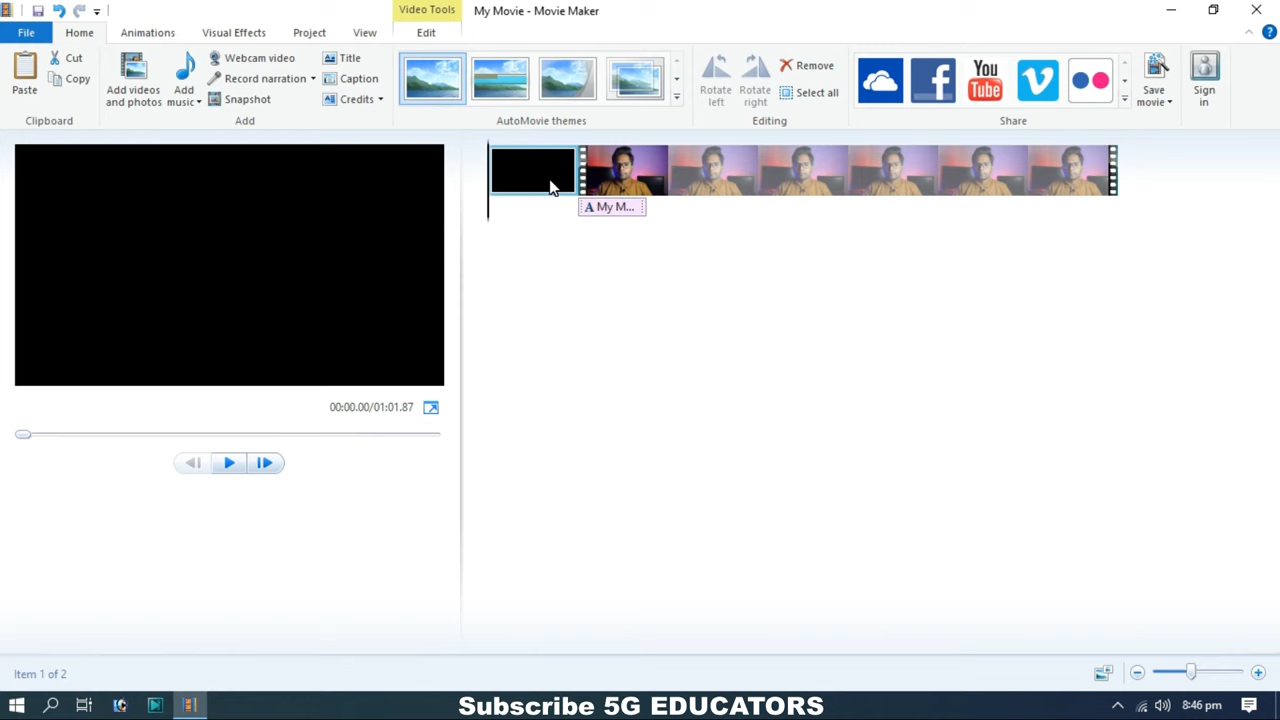 Video Tools
My Movie - Movie Maker
File
Home
Animations
Visual Effects
Project
View
Edit
Paste
Cut
Copy
Clipboard
Add videos
and photos
Add
music
Webcam video
Record narration
Snapshot
Title
Caption
Credits
Add
AutoMovie themes
Rotate
left
Rotate
right
Remove
Select all
Editing
You
Tube
Share
Save
movie
Sign
in
A My M...
00:00.00/01:01.87
Item 1 of 2
Subscribe 5G EDUCATORS
8:46 pm